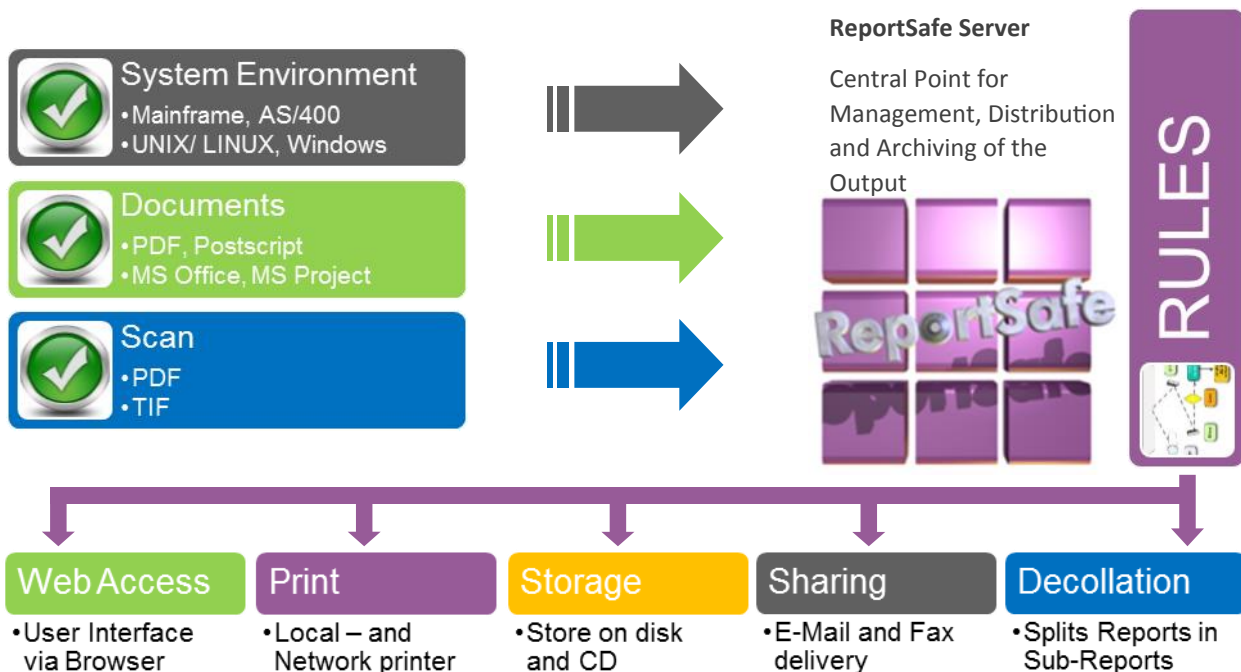 System Environment
•Mainframe, AS/400
•UNIX/ LINUX, Windows
Documents
•PDF, Postscript
•MS Office, MS Project
Scan
•PDF
•TIF
ReportSafe Server
Central Point for
Management, Distribution
and Archiving of the
Output
ReportSafe
RULES
Web Access
•User Interface
via Browser
Print
•Local – and
Network printer
Storage
•Store on disk
and CD
Sharing
•E-Mail and Fax
delivery
Decollation
•Splits Reports in
Sub-Reports